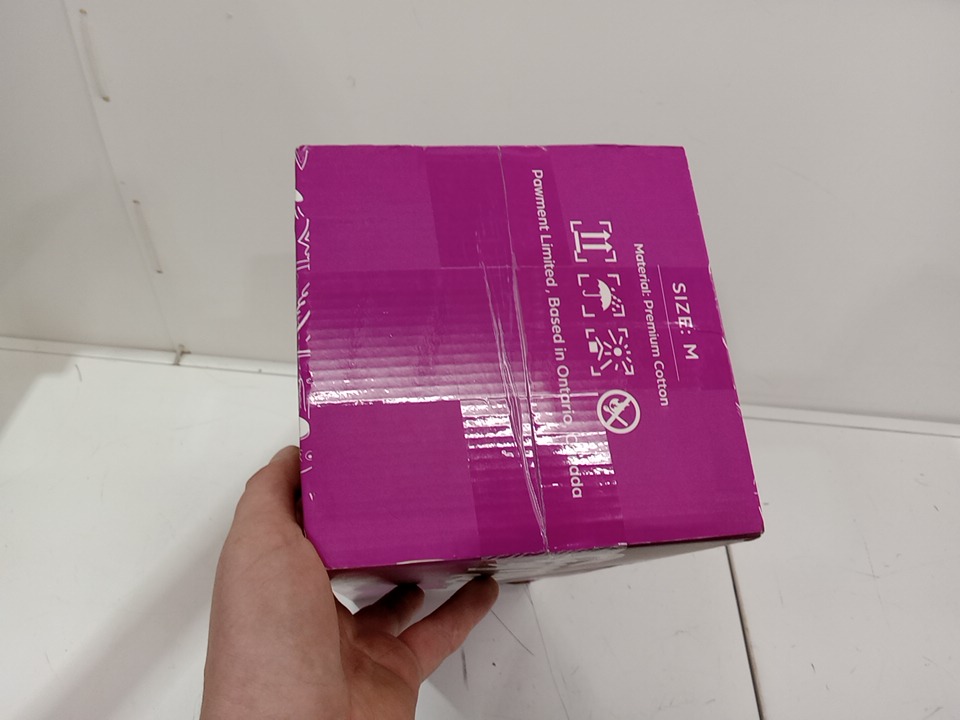 SIZE: M
Material: Premium Cotton
Pawment Limited, Based in Ontario,